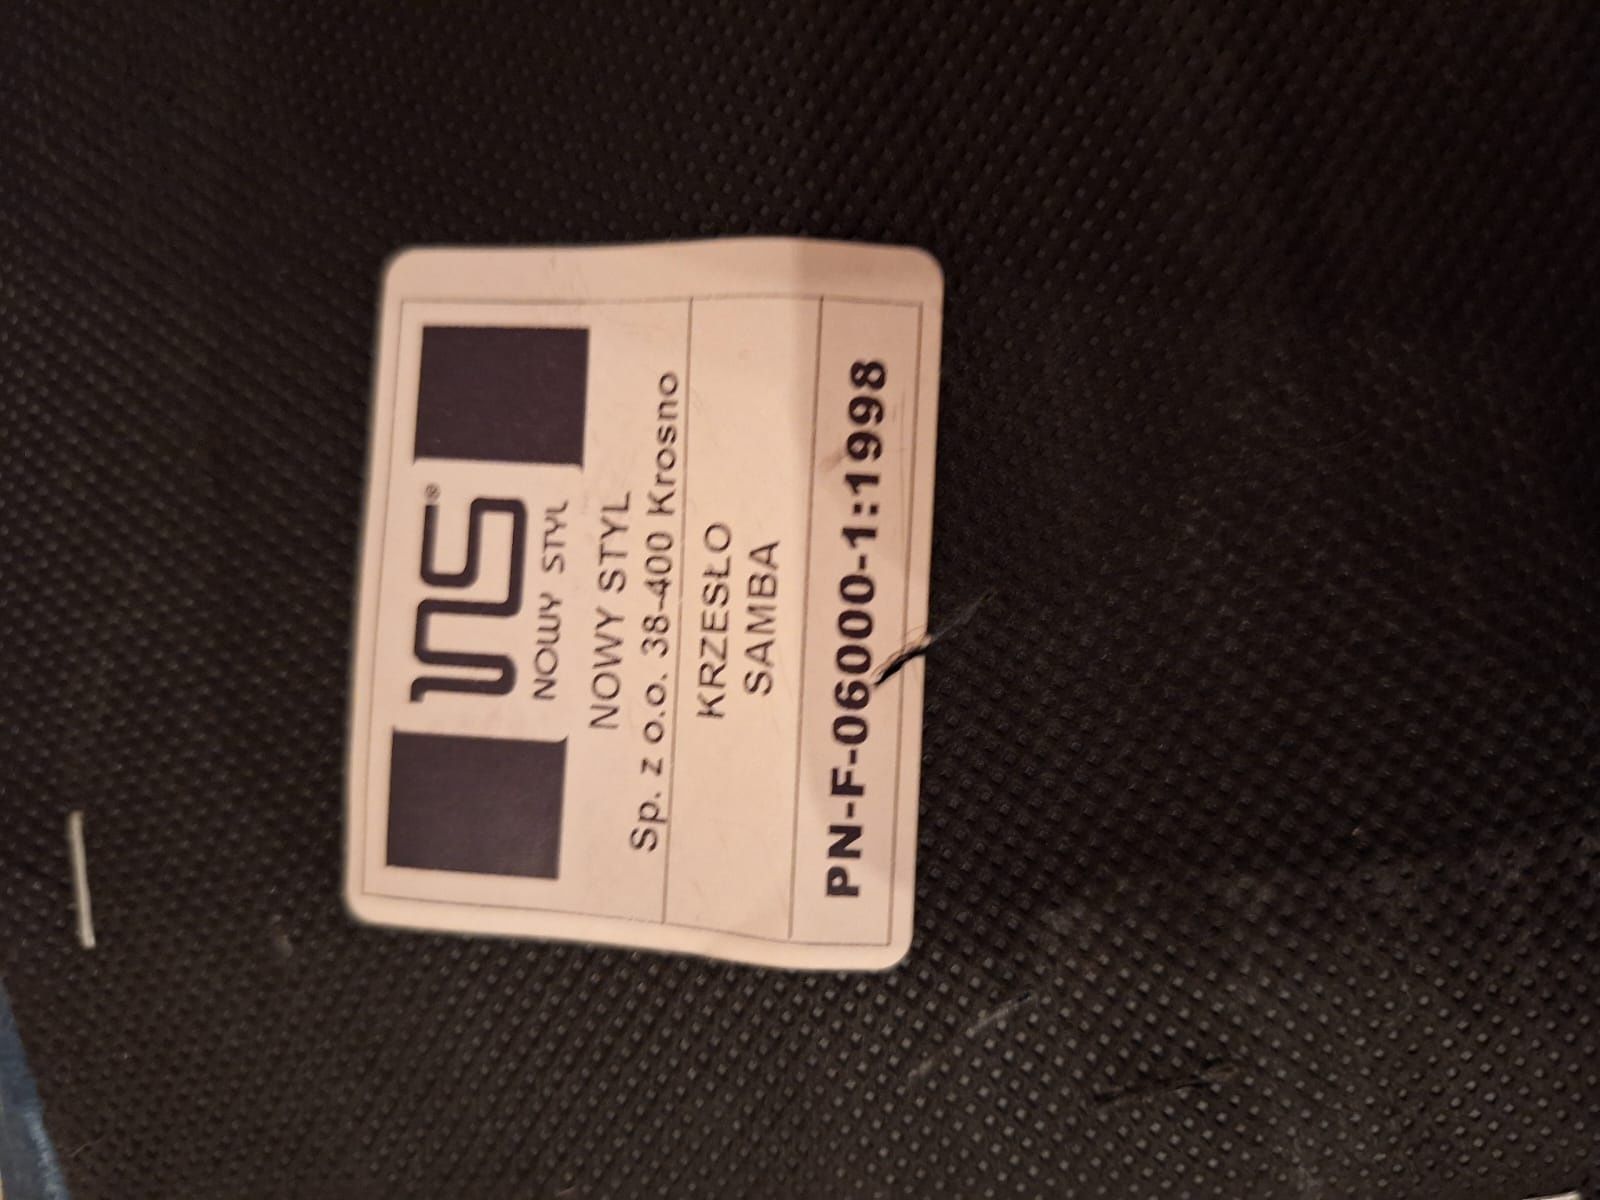 NS®
NOWY STYL
NOWY STYL
Sp. z o.o. 38-400 Krosno
KRZESŁO
SAMBA
PN-F-06000-1:1998